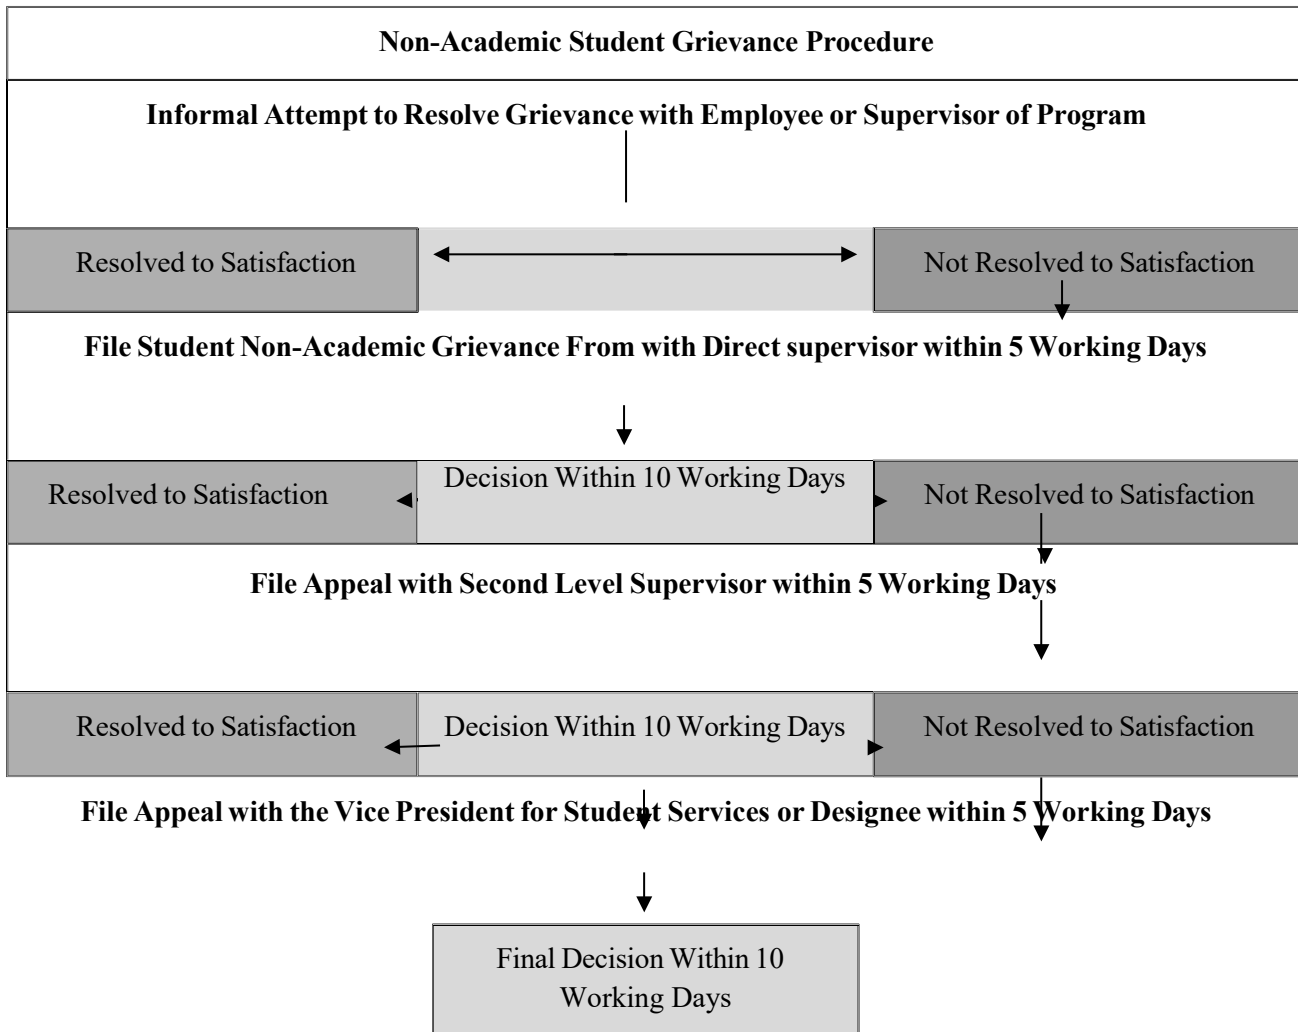 Non-Academic Student Grievance Procedure
Informal Attempt to Resolve Grievance with Employee or Supervisor of Program
Resolved to Satisfaction
Not Resolved to Satisfaction
File Student Non-Academic Grievance From with Direct supervisor within 5 Working Days
Resolved to Satisfaction
Decision Within 10 Working Days
Not Resolved to Satisfaction
File Appeal with Second Level Supervisor within 5 Working Days
Resolved to Satisfaction
Decision Within 10 Working Days
Not Resolved to Satisfaction
File Appeal with the Vice President for Student Services or Designee within 5 Working Days
Final Decision Within 10
Working Days